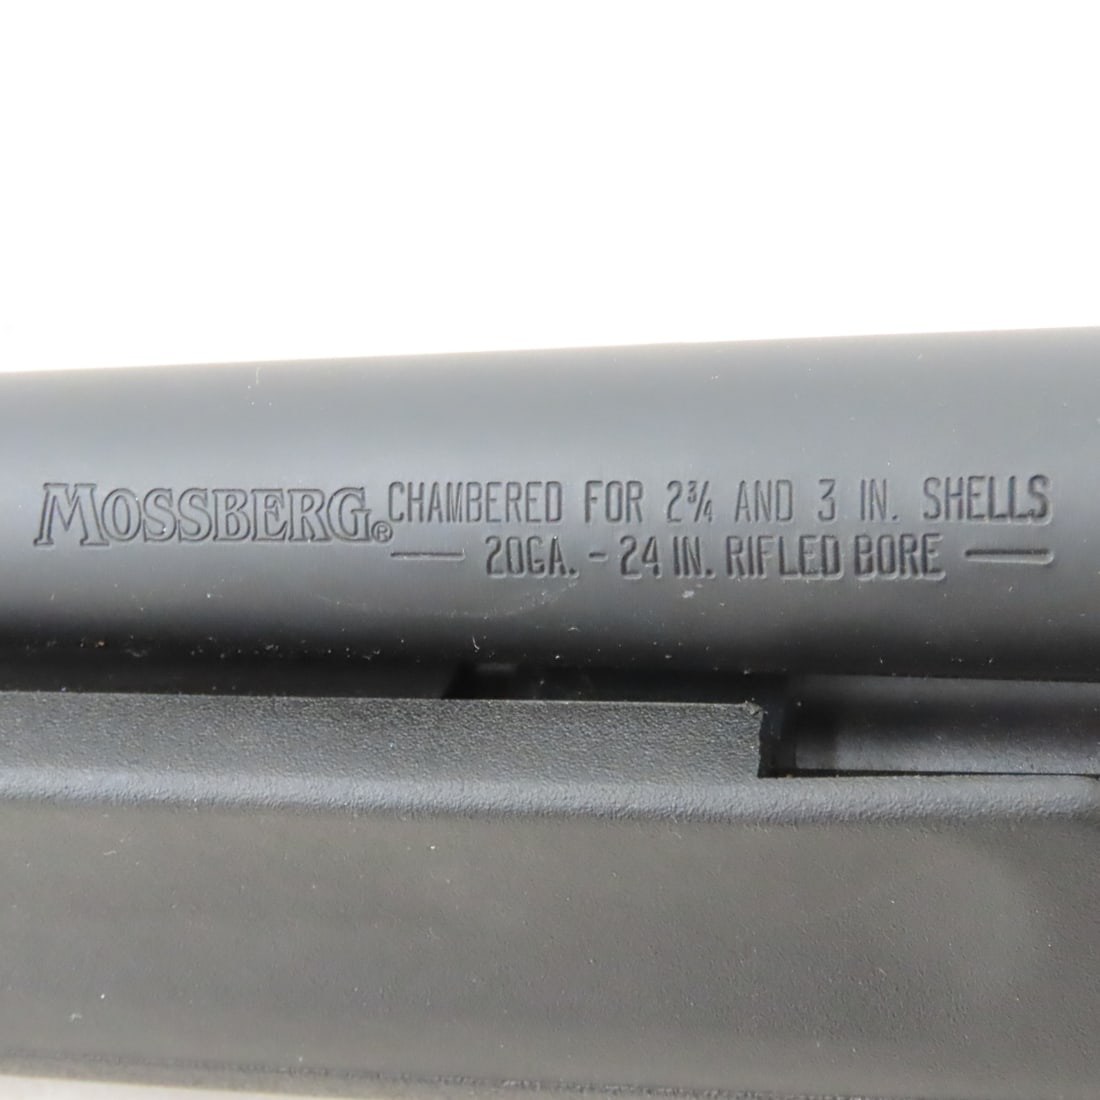 MOSSBERG® CHAMBERED FOR 2¾ AND 3 IN. SHELLS
— 20GA. - 24 IN. RIFLED BORE —